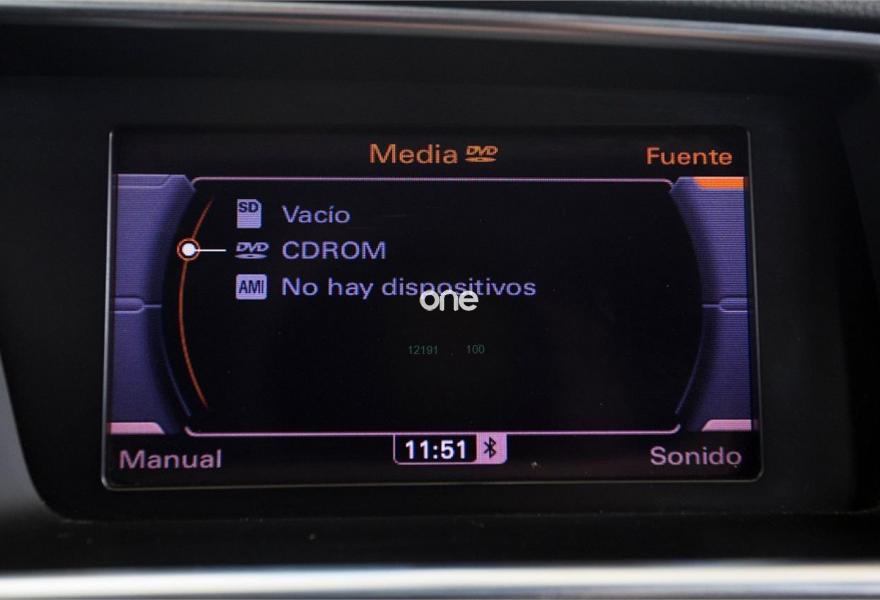 Media DVD Fuente
SD Vacío
DVD CDROM
AMI No hay dispositivos
one
12191 . 100
Manual 11:51 Sonido